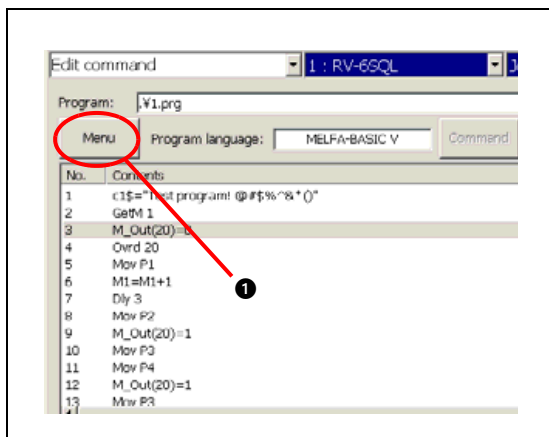 Edit command 1 : RV-6SQL J
Program: .¥1.prg
Menu Program language: MELFA-BASIC V Command
No. Contents
1 c1$="Test program! @#$%^&*()"
2 GetM 1
3 M_Out(20)=0
4 Ovrd 20
5 Mov P1
6 M1=M1+1
7 Dly 3
8 Mov P2
9 M_Out(20)=1
10 Mov P3
11 Mov P4
12 M_Out(20)=1
13 Mov P3
❶